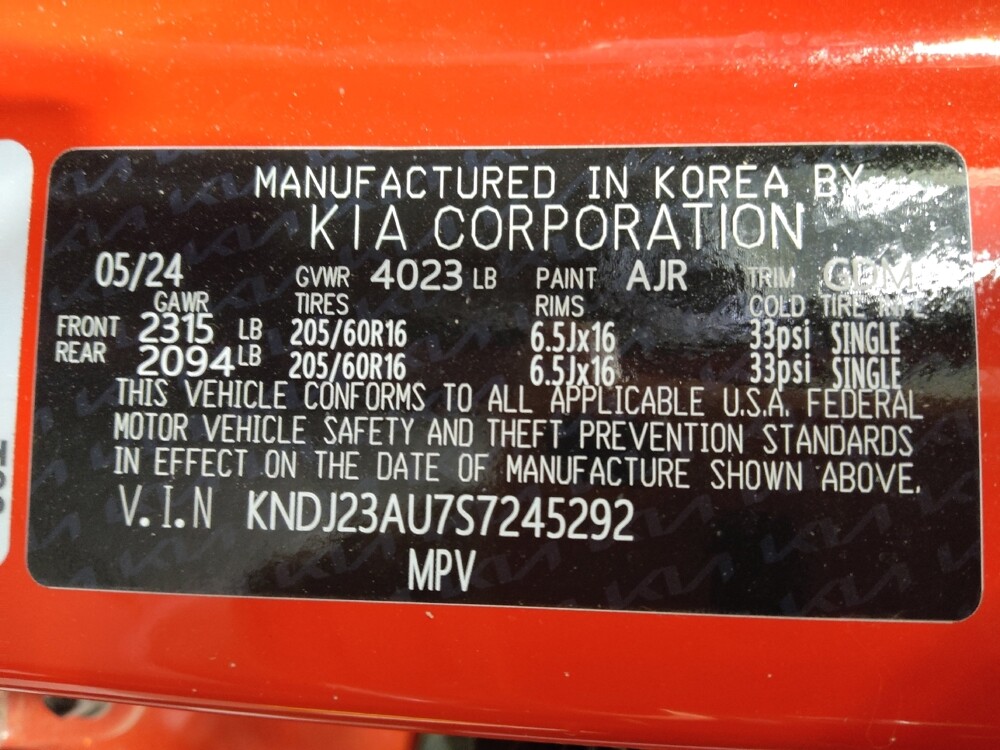 MANUFACTURED IN KOREA BY
KIA CORPORATION
05/24 GVWR 4023 LB PAINT AJR TRIM GDM
GAWR TIRES RIMS COLD TIRE INFL
FRONT 2315 LB 205/60R16 6.5Jx16 33psi SINGLE
REAR 2094 LB 205/60R16 6.5Jx16 33psi SINGLE
THIS VEHICLE CONFORMS TO ALL APPLICABLE U.S.A. FEDERAL
MOTOR VEHICLE SAFETY AND THEFT PREVENTION STANDARDS
IN EFFECT ON THE DATE OF MANUFACTURE SHOWN ABOVE.
V.I.N KNDJ23AU7S7245292
MPV